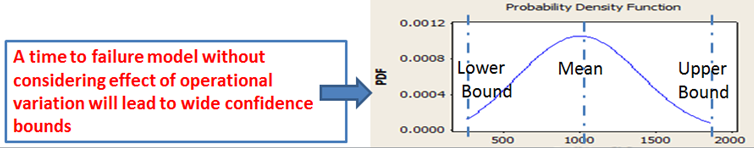 A time to failure model without
considering effect of operational
variation will lead to wide confidence
bounds
Probability Density Function
0.0012
0.0008
0.0004
0.0000
PDF
Lower
Bound
Mean
Upper
Bound
500
1000
1500
2000